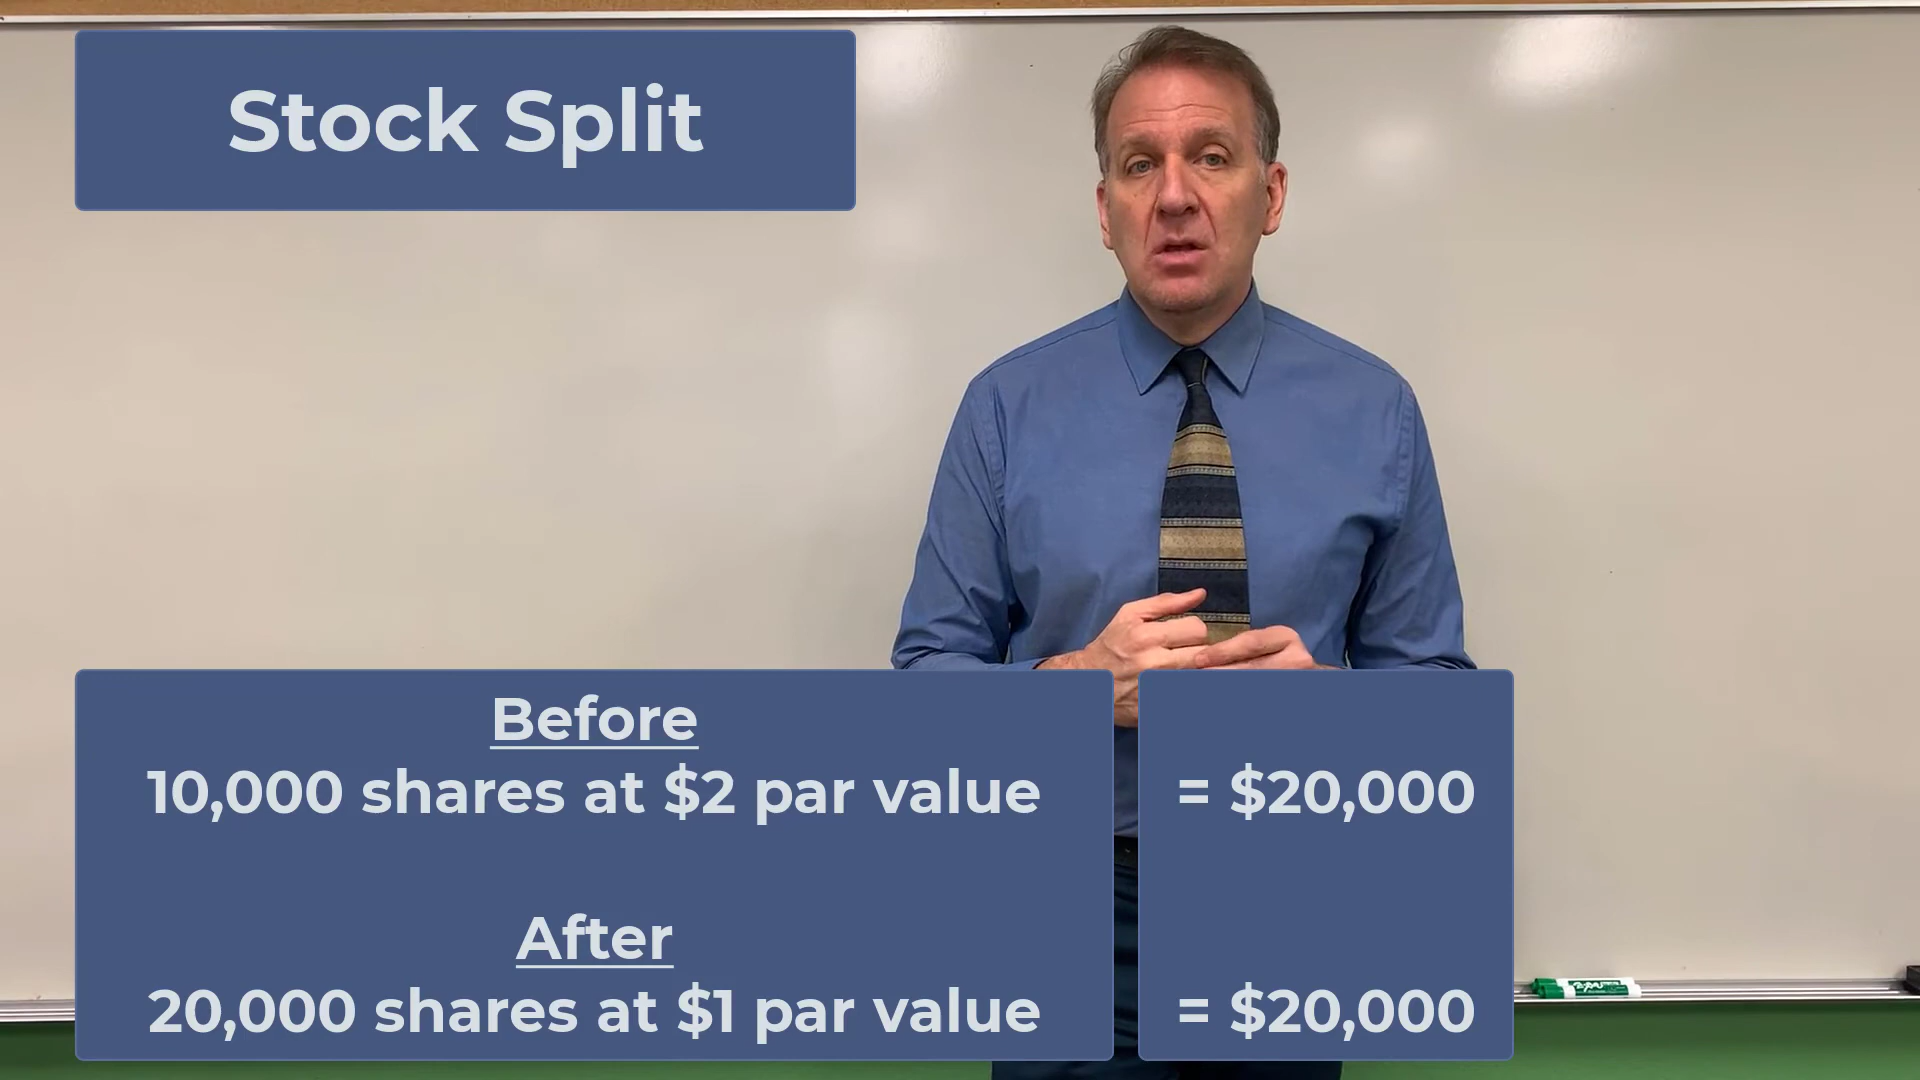 Stock Split
Before
10,000 shares at $2 par value
= $20,000
After
20,000 shares at $1 par value
= $20,000